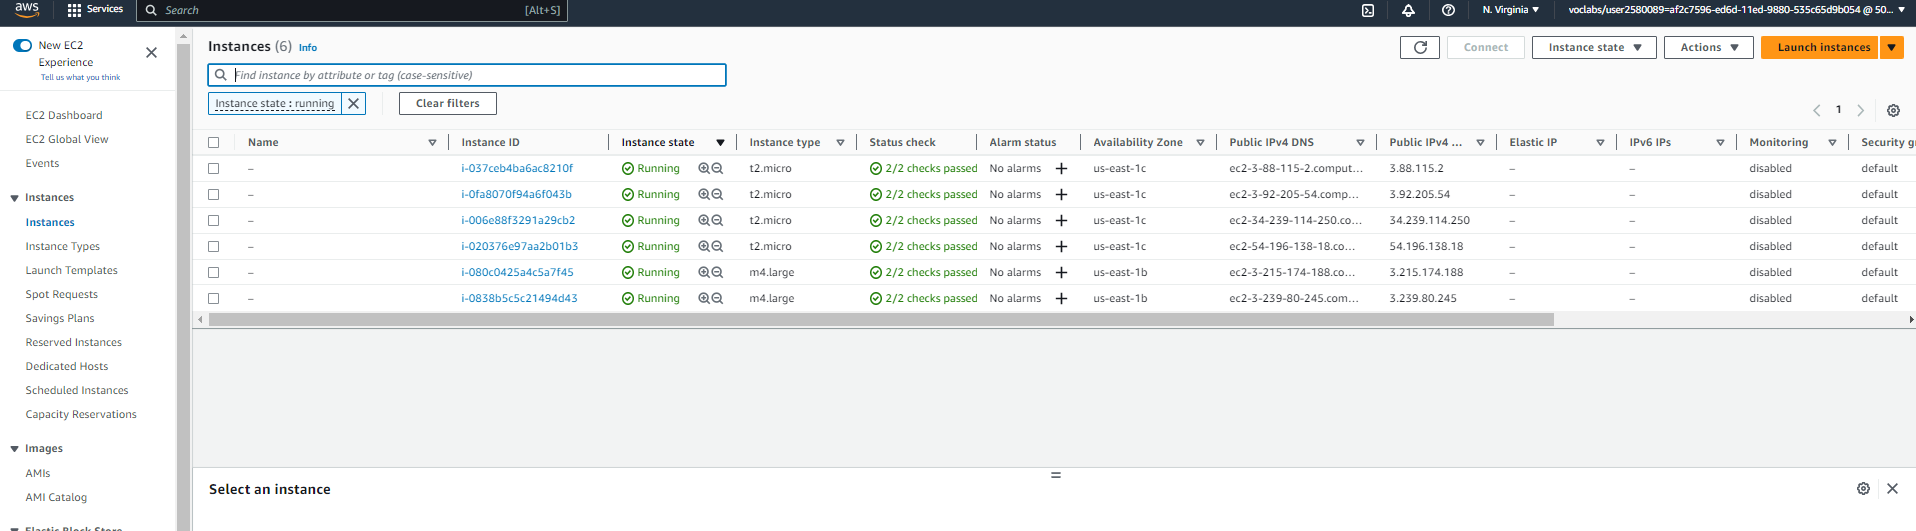 aws Services Search [Alt+S] N. Virginia voclabs/user2580089=af2c7596-ed6d-11ed-9880-535c65d9b054 @ 50...
New EC2
Experience
Tell us what you think
EC2 Dashboard
EC2 Global View
Events
Instances
Instances
Instance Types
Launch Templates
Spot Requests
Savings Plans
Reserved Instances
Dedicated Hosts
Scheduled Instances
Capacity Reservations
Images
AMIs
AMI Catalog
Elastic Block Store
Instances (6) Info
Connect Instance state Actions Launch instances
Find instance by attribute or tag (case-sensitive)
Instance state : running Clear filters
1
Name Instance ID Instance state Instance type Status check Alarm status Availability Zone Public IPv4 DNS Public IPv4 ... Elastic IP IPv6 IPs Monitoring Security g
– i-037ceb4ba6ac8210f Running t2.micro 2/2 checks passed No alarms + us-east-1c ec2-3-88-115-2.comput... 3.88.115.2 – – disabled default
– i-0fa8070f94a6f043b Running t2.micro 2/2 checks passed No alarms + us-east-1c ec2-3-92-205-54.comp... 3.92.205.54 – – disabled default
– i-006e88f3291a29cb2 Running t2.micro 2/2 checks passed No alarms + us-east-1c ec2-34-239-114-250.co... 34.239.114.250 – – disabled default
– i-020376e97aa2b01b3 Running t2.micro 2/2 checks passed No alarms + us-east-1c ec2-54-196-138-18.co... 54.196.138.18 – – disabled default
– i-080c0425a4c5a7f45 Running m4.large 2/2 checks passed No alarms + us-east-1b ec2-3-215-174-188.co... 3.215.174.188 – – disabled default
– i-0838b5c5c21494d43 Running m4.large 2/2 checks passed No alarms + us-east-1b ec2-3-239-80-245.com... 3.239.80.245 – – disabled default
Select an instance